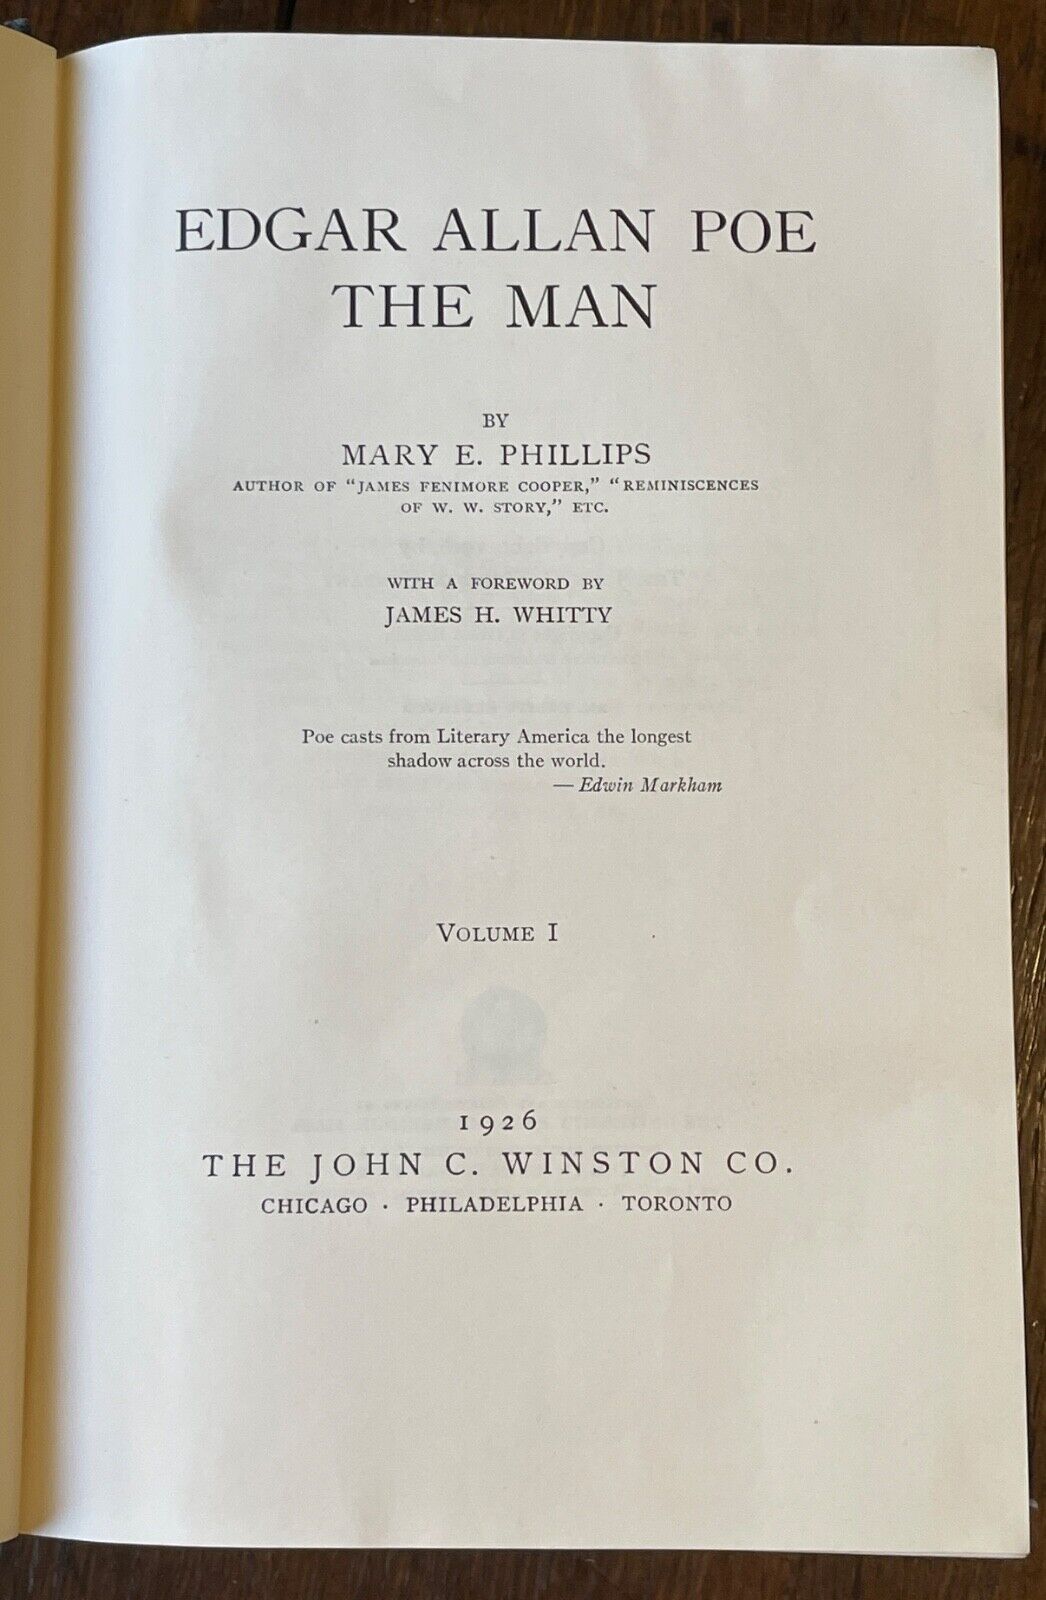 EDGAR ALLAN POE
THE MAN
BY
MARY E. PHILLIPS
AUTHOR OF "JAMES FENIMORE COOPER," "REMINISCENCES
OF W. W. STORY," ETC.
WITH A FOREWORD BY
JAMES H. WHITTY
Poe casts from Literary America the longest
shadow across the world.
— Edwin Markham
VOLUME I
1926
THE JOHN C. WINSTON CO.
CHICAGO · PHILADELPHIA · TORONTO